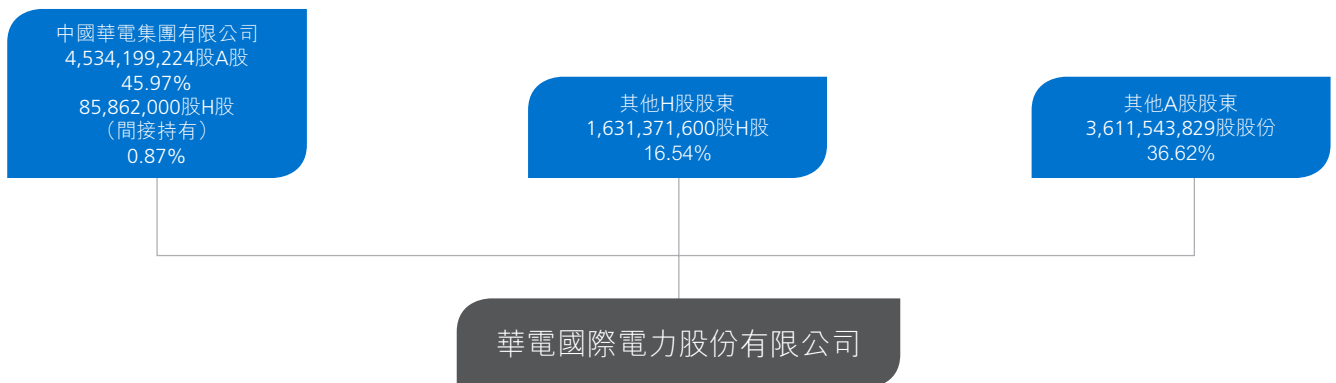 中國華電集團有限公司
4,534,199,224股A股
45.97%
85,862,000股H股
（間接持有）
0.87%
其他H股股東
1,631,371,600股H股
16.54%
其他A股股東
3,611,543,829股股份
36.62%
華電國際電力股份有限公司